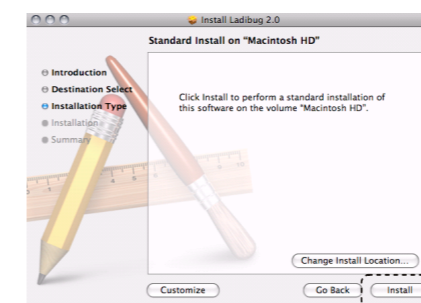 Install Ladibug 2.0
Standard Install on "Macintosh HD"
Introduction
Destination Select
Installation Type
Installation
Summary
Click Install to perform a standard installation of
this software on the volume "Macintosh HD".
Change Install Location...
Customize
Go Back
Install